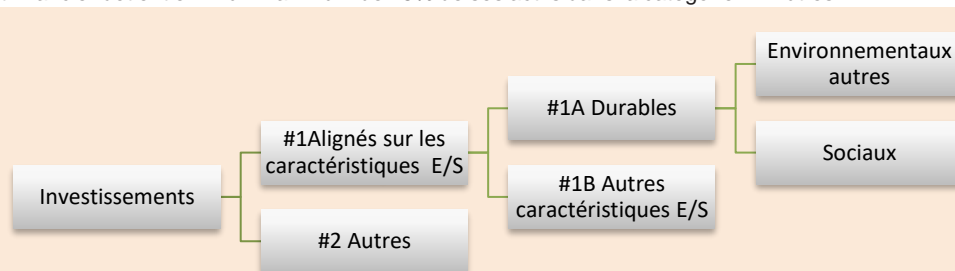 Environnementaux
autres
#1A Durables
#1Alignés sur les
caractéristiques E/S
Sociaux
Investissements
#1B Autres
caractéristiques E/S
#2 Autres